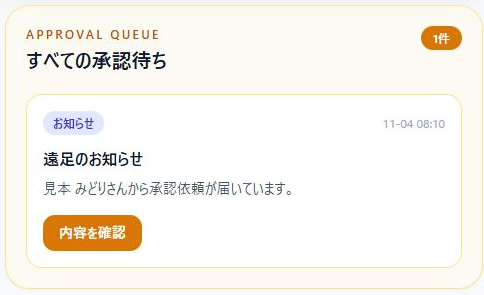 APPROVAL QUEUE
1件
すべての承認待ち
お知らせ
11-04 08:10
遠足のお知らせ
見本 みどりさんから承認依頼が届いています。
内容を確認